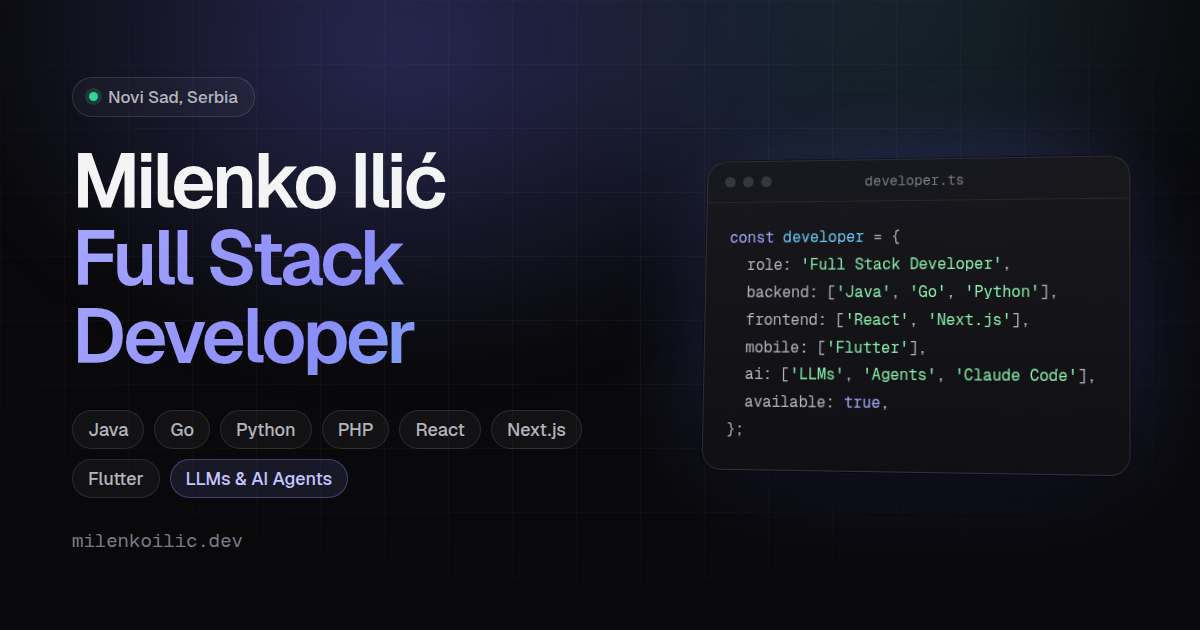 Novi Sad, Serbia
Milenko Ilić
Full Stack
Developer
Java Go Python PHP React Next.js
Flutter LLMs & AI Agents
milenkoilic.dev
developer.ts
const developer = {
  role: 'Full Stack Developer',
  backend: ['Java', 'Go', 'Python'],
  frontend: ['React', 'Next.js'],
  mobile: ['Flutter'],
  ai: ['LLMs', 'Agents', 'Claude Code'],
  available: true,
};